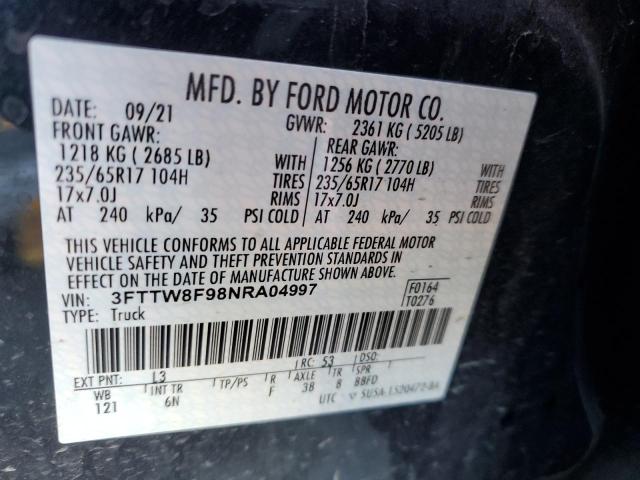 MFD. BY FORD MOTOR CO.
DATE: 09/21 GVWR: 2361 KG ( 5205 LB)
FRONT GAWR: REAR GAWR:
1218 KG ( 2685 LB) WITH 1256 KG ( 2770 LB) WITH
235/65R17 104H TIRES 235/65R17 104H TIRES
17x7.0J RIMS 17x7.0J RIMS
AT 240 kPa/ 35 PSI COLD AT 240 kPa/ 35 PSI COLD
THIS VEHICLE CONFORMS TO ALL APPLICABLE FEDERAL MOTOR
VEHICLE SAFETY AND THEFT PREVENTION STANDARDS IN
EFFECT ON THE DATE OF MANUFACTURE SHOWN ABOVE.
VIN: 3FTTW8F98NRA04997 F0164
TYPE: Truck T0276
EXT PNT: L3 RC: 53 DSO:
WB INT TR TP/PS R AXLE TR SPR
121 6N F 3B 8 BBFD
UTC